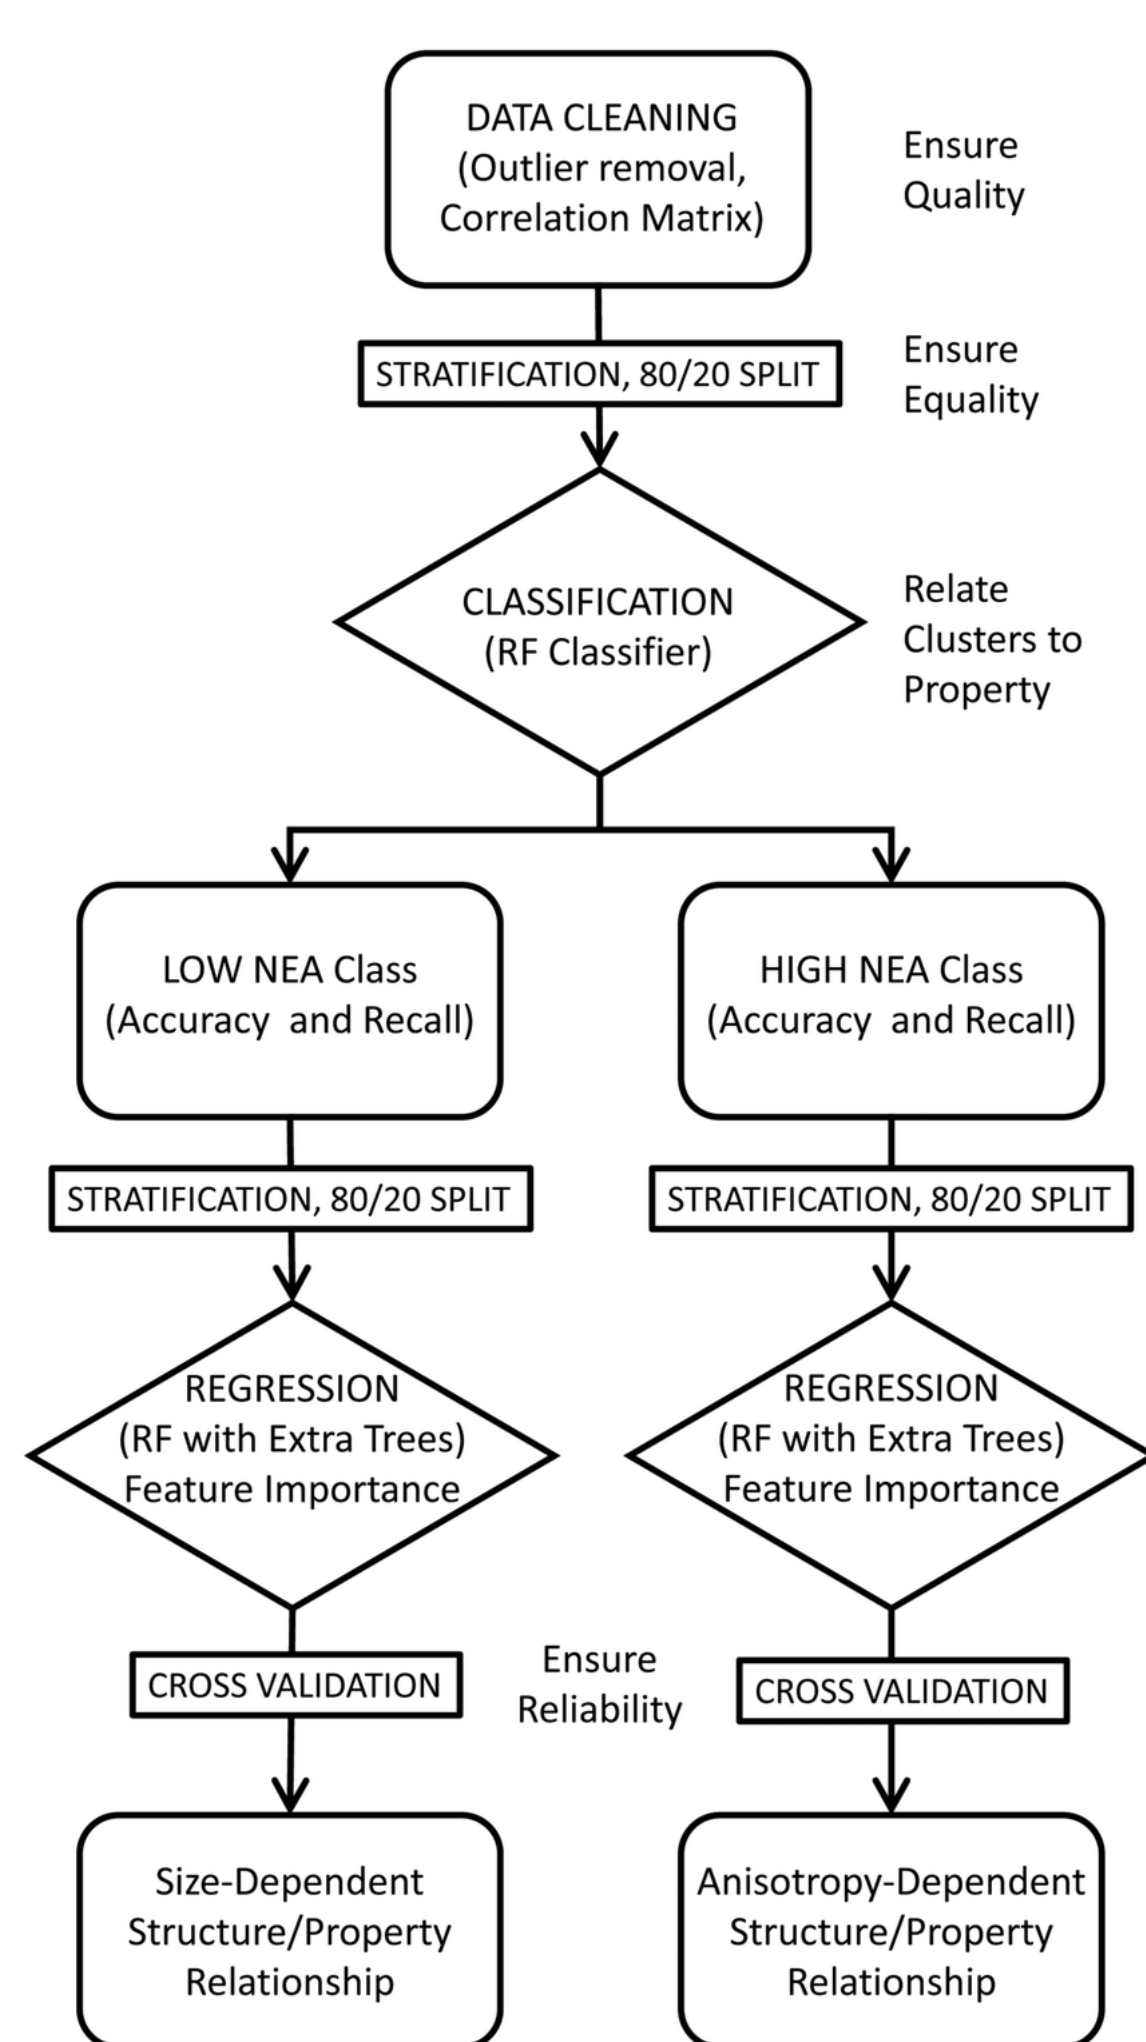 DATA CLEANING
(Outlier removal,
Correlation Matrix)
Ensure
Quality
STRATIFICATION, 80/20 SPLIT
Ensure
Equality
CLASSIFICATION
(RF Classifier)
Relate
Clusters to
Property
LOW NEA Class
(Accuracy  and Recall)
HIGH NEA Class
(Accuracy  and Recall)
STRATIFICATION, 80/20 SPLIT
STRATIFICATION, 80/20 SPLIT
REGRESSION
(RF with Extra Trees)
Feature Importance
REGRESSION
(RF with Extra Trees)
Feature Importance
CROSS VALIDATION
Ensure
Reliability
CROSS VALIDATION
Size-Dependent
Structure/Property
Relationship
Anisotropy-Dependent
Structure/Property
Relationship